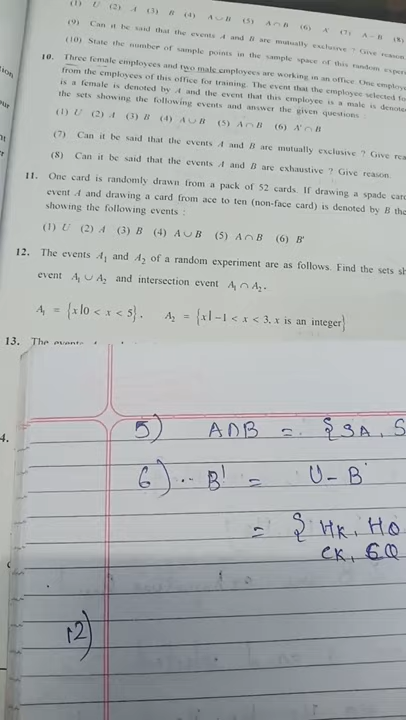 (1) U (2) A (3) B (4) A ∪ B (5) A ∩ B (6) A' (7) A – B (8)
(9) Can it be said that the events A and B are mutually exclusive ? Give reason
(10) State the number of sample points in the sample space of this random
10. Three female employees and two male employees are working in an office. One
from the employees of this office for training. The event that the employee selected
is a female is denoted by A and the event that this employee is a male is
the sets showing the following events and answer the given questions :
(1) U (2) A (3) B (4) A ∪ B (5) A ∩ B (6) A' ∩ B
(7) Can it be said that the events A and B are mutually exclusive ? Give
(8) Can it be said that the events A and B are exhaustive ? Give reason
11. One card is randomly drawn from a pack of 52 cards. If drawing a spade
event A and drawing a card from ace to ten (non-face card) is denoted by B
showing the following events :
(1) U (2) A (3) B (4) A ∪ B (5) A ∩ B (6) B'
12. The events A₁ and A₂ of a random experiment are as follows. Find the sets
event A₁ ∪ A₂ and intersection event A₁ ∩ A₂.
A₁ = {x|0 < x < 5}, A₂ = {x|–1 < x < 3, x is an integer}
13. The
4.
5) A∩B = {SA, S
6) B' = U – B
= { HK, HQ
CK, CQ
12)